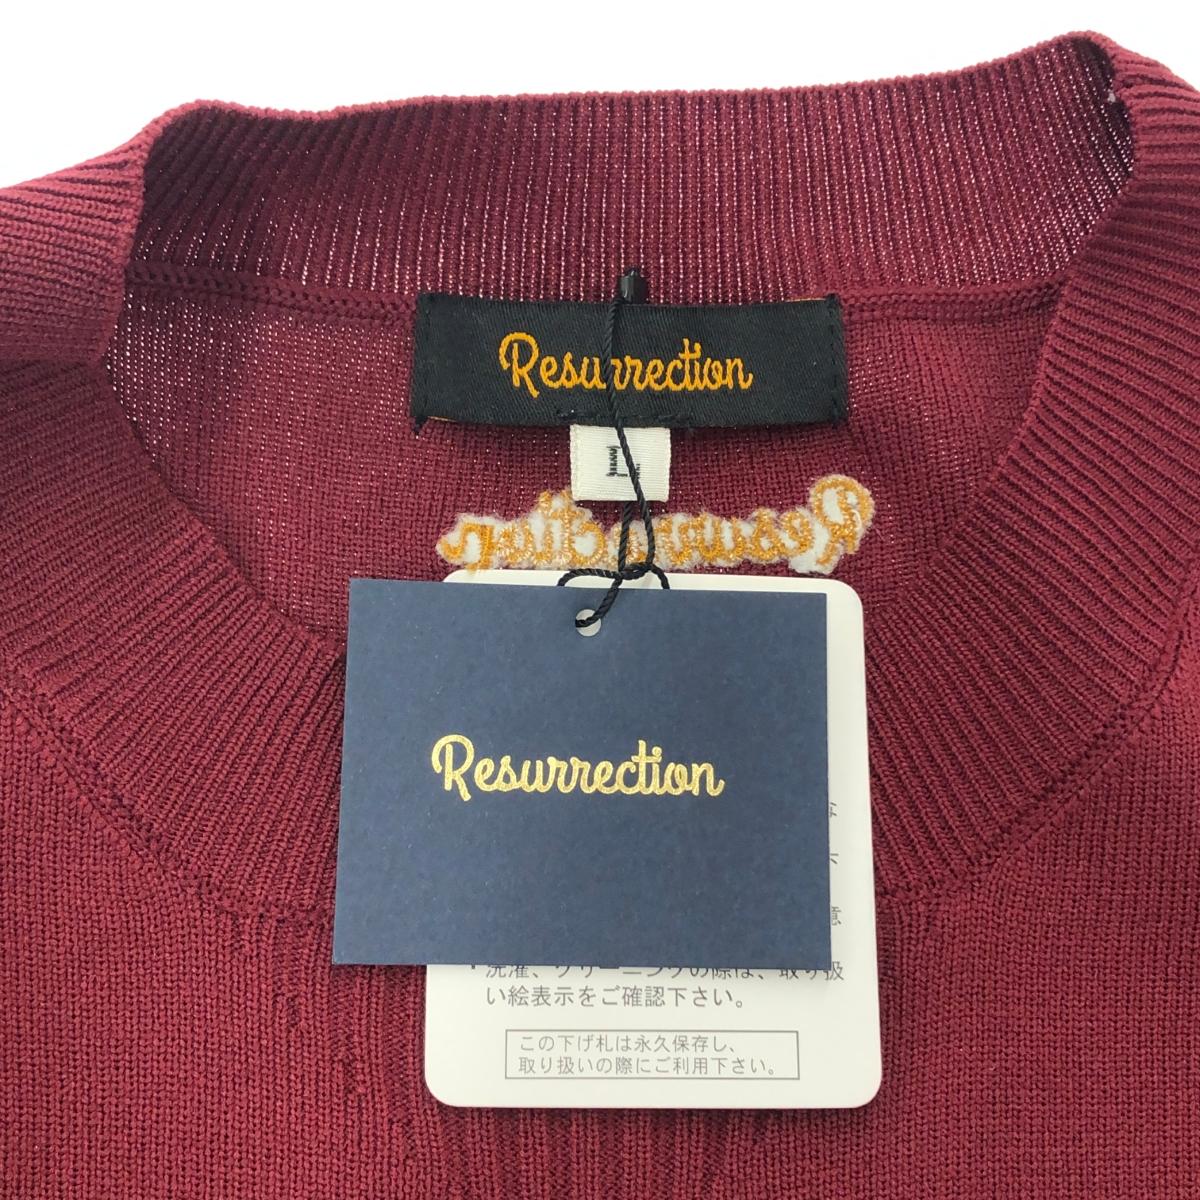 Resurrection
L
Resurrection
Resurrection
意
・洗濯、クリーニングの際は、取り扱
い絵表示をご確認下さい。
この下げ札は永久保存し、
取り扱いの際にご利用下さい。